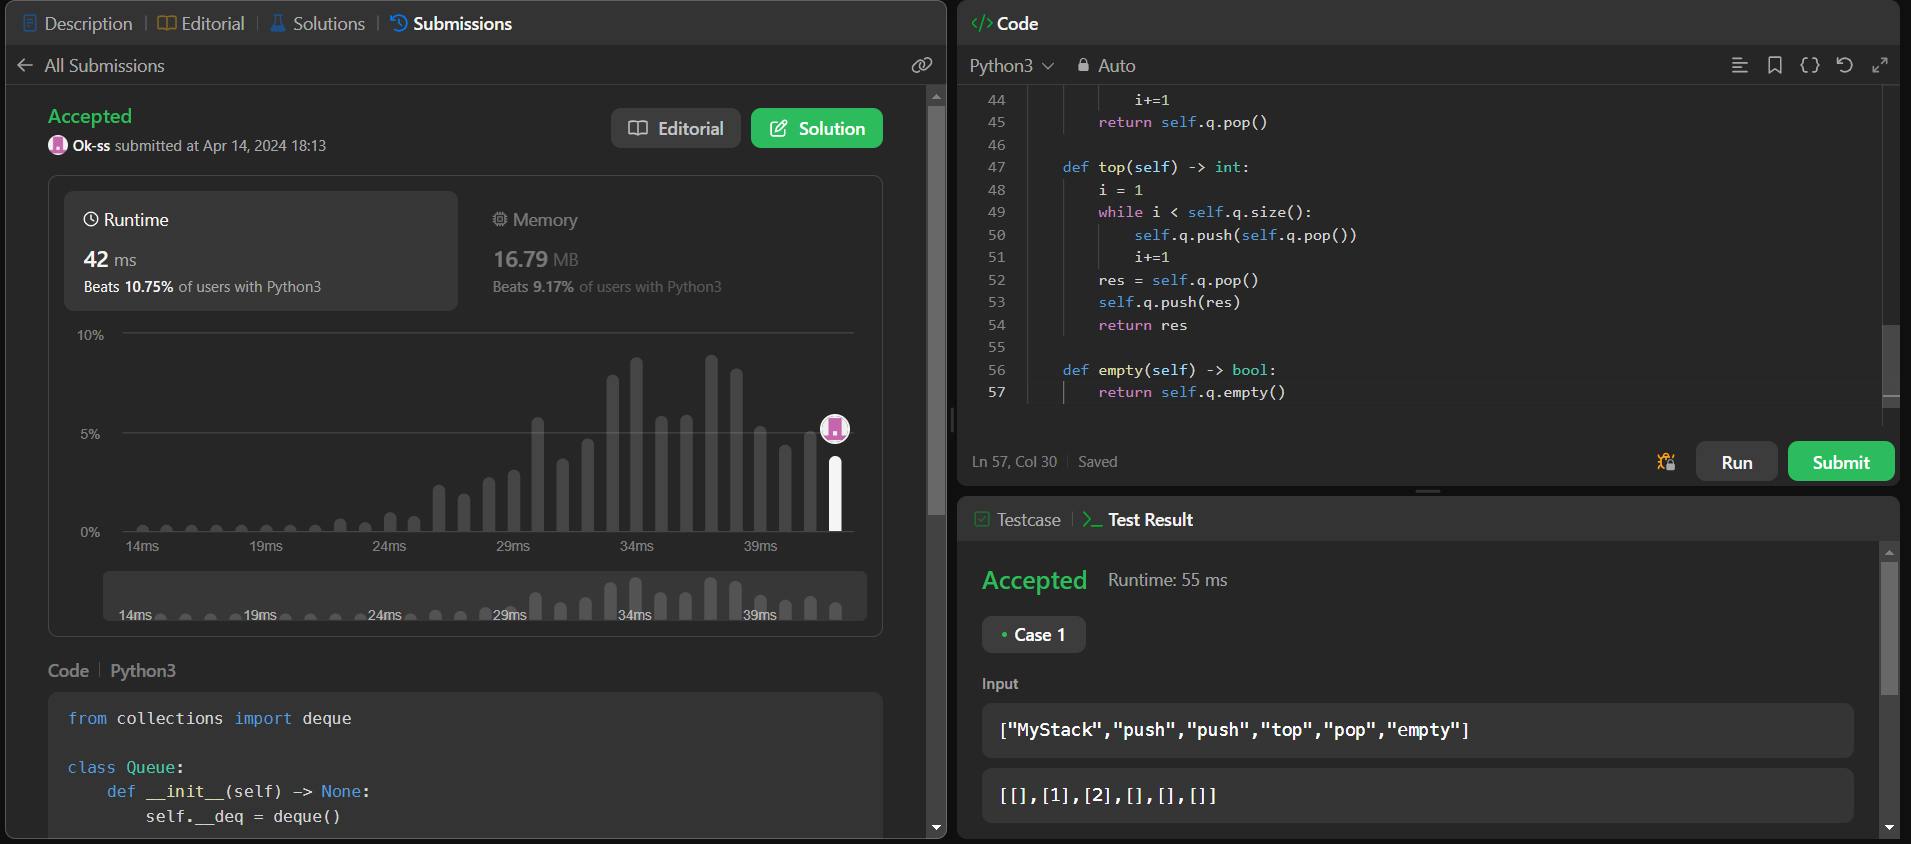 Description | Editorial | Solutions | Submissions
All Submissions
Accepted
Ok-ss submitted at Apr 14, 2024 18:13
Editorial
Solution
Runtime
42 ms
Beats 10.75% of users with Python3
Memory
16.79 MB
Beats 9.17% of users with Python3
10%
5%
0%
14ms 19ms 24ms 29ms 34ms 39ms
14ms 19ms 24ms 29ms 34ms 39ms
Code | Python3
from collections import deque
class Queue:
    def __init__(self) -> None:
        self.__deq = deque()
</> Code
Python3 Auto
44             i+=1
45         return self.q.pop()
46
47     def top(self) -> int:
48         i = 1
49         while i < self.q.size():
50             self.q.push(self.q.pop())
51             i+=1
52         res = self.q.pop()
53         self.q.push(res)
54         return res
55
56     def empty(self) -> bool:
57         return self.q.empty()
Ln 57, Col 30 | Saved
Run
Submit
Testcase | >_ Test Result
Accepted Runtime: 55 ms
• Case 1
Input
["MyStack","push","push","top","pop","empty"]
[[],[1],[2],[],[],[]]